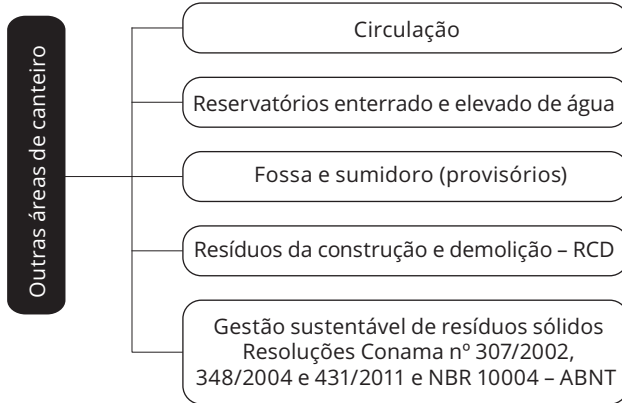 Outras áreas de canteiro
Circulação
Reservatórios enterrado e elevado de água
Fossa e sumidoro (provisórios)
Resíduos da construção e demolição – RCD
Gestão sustentável de resíduos sólidos
Resoluções Conama nº 307/2002,
348/2004 e 431/2011 e NBR 10004 – ABNT